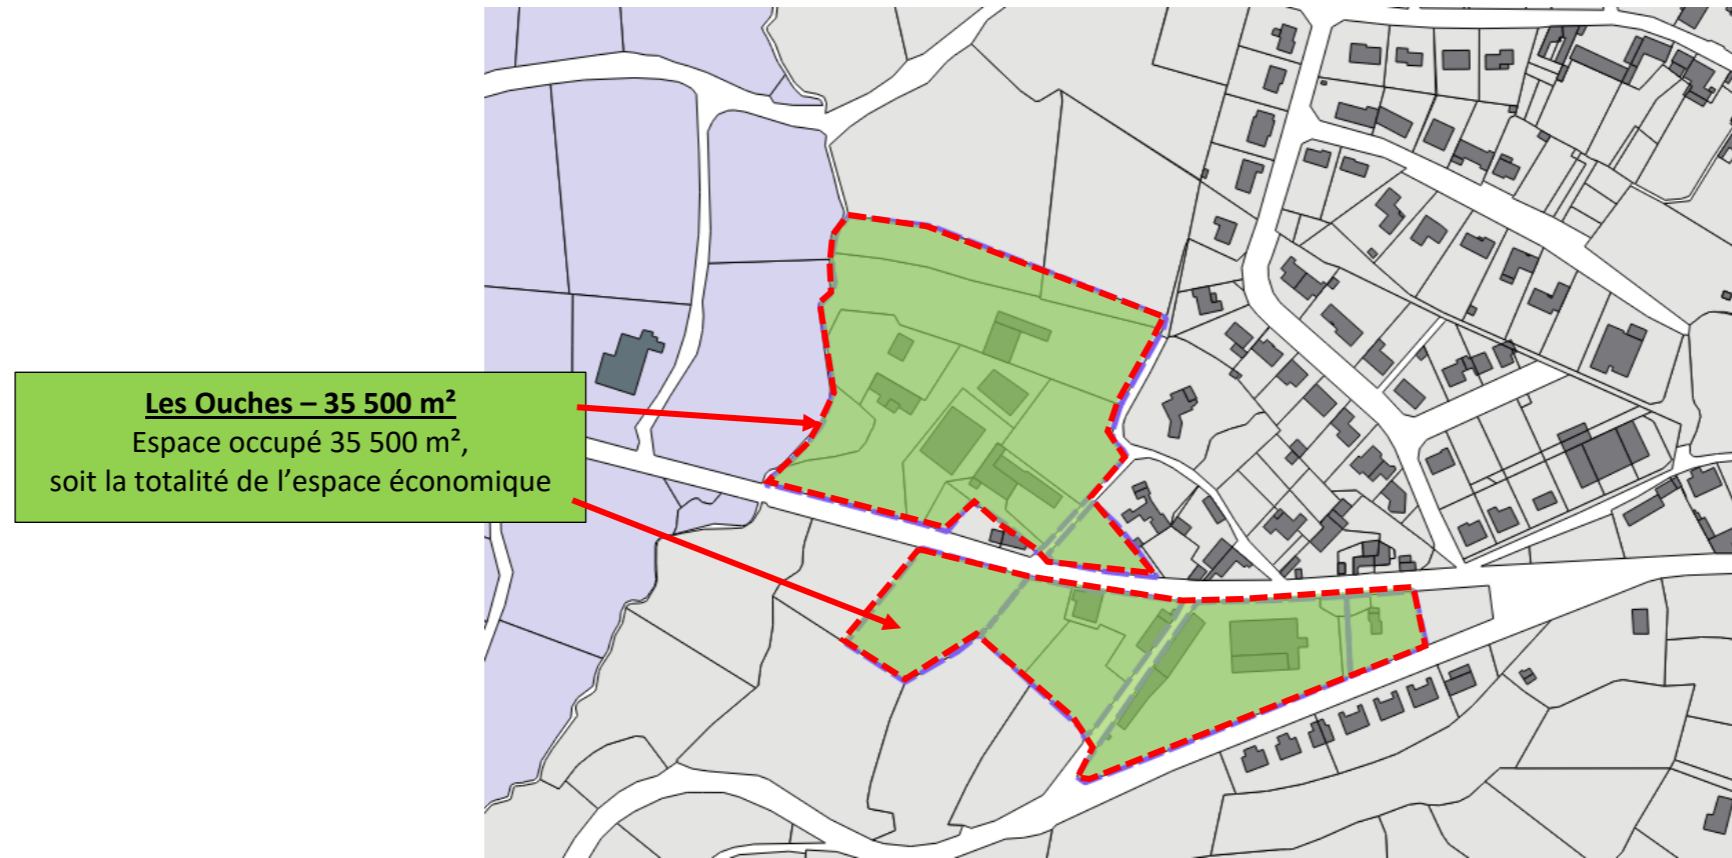 Les Ouches – 35 500 m²
Espace occupé 35 500 m²,
soit la totalité de l’espace économique